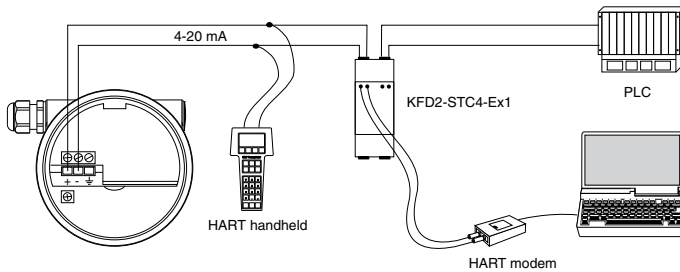 4-20 mA
KFD2-STC4-Ex1
PLC
+ -
HART handheld
HART modem